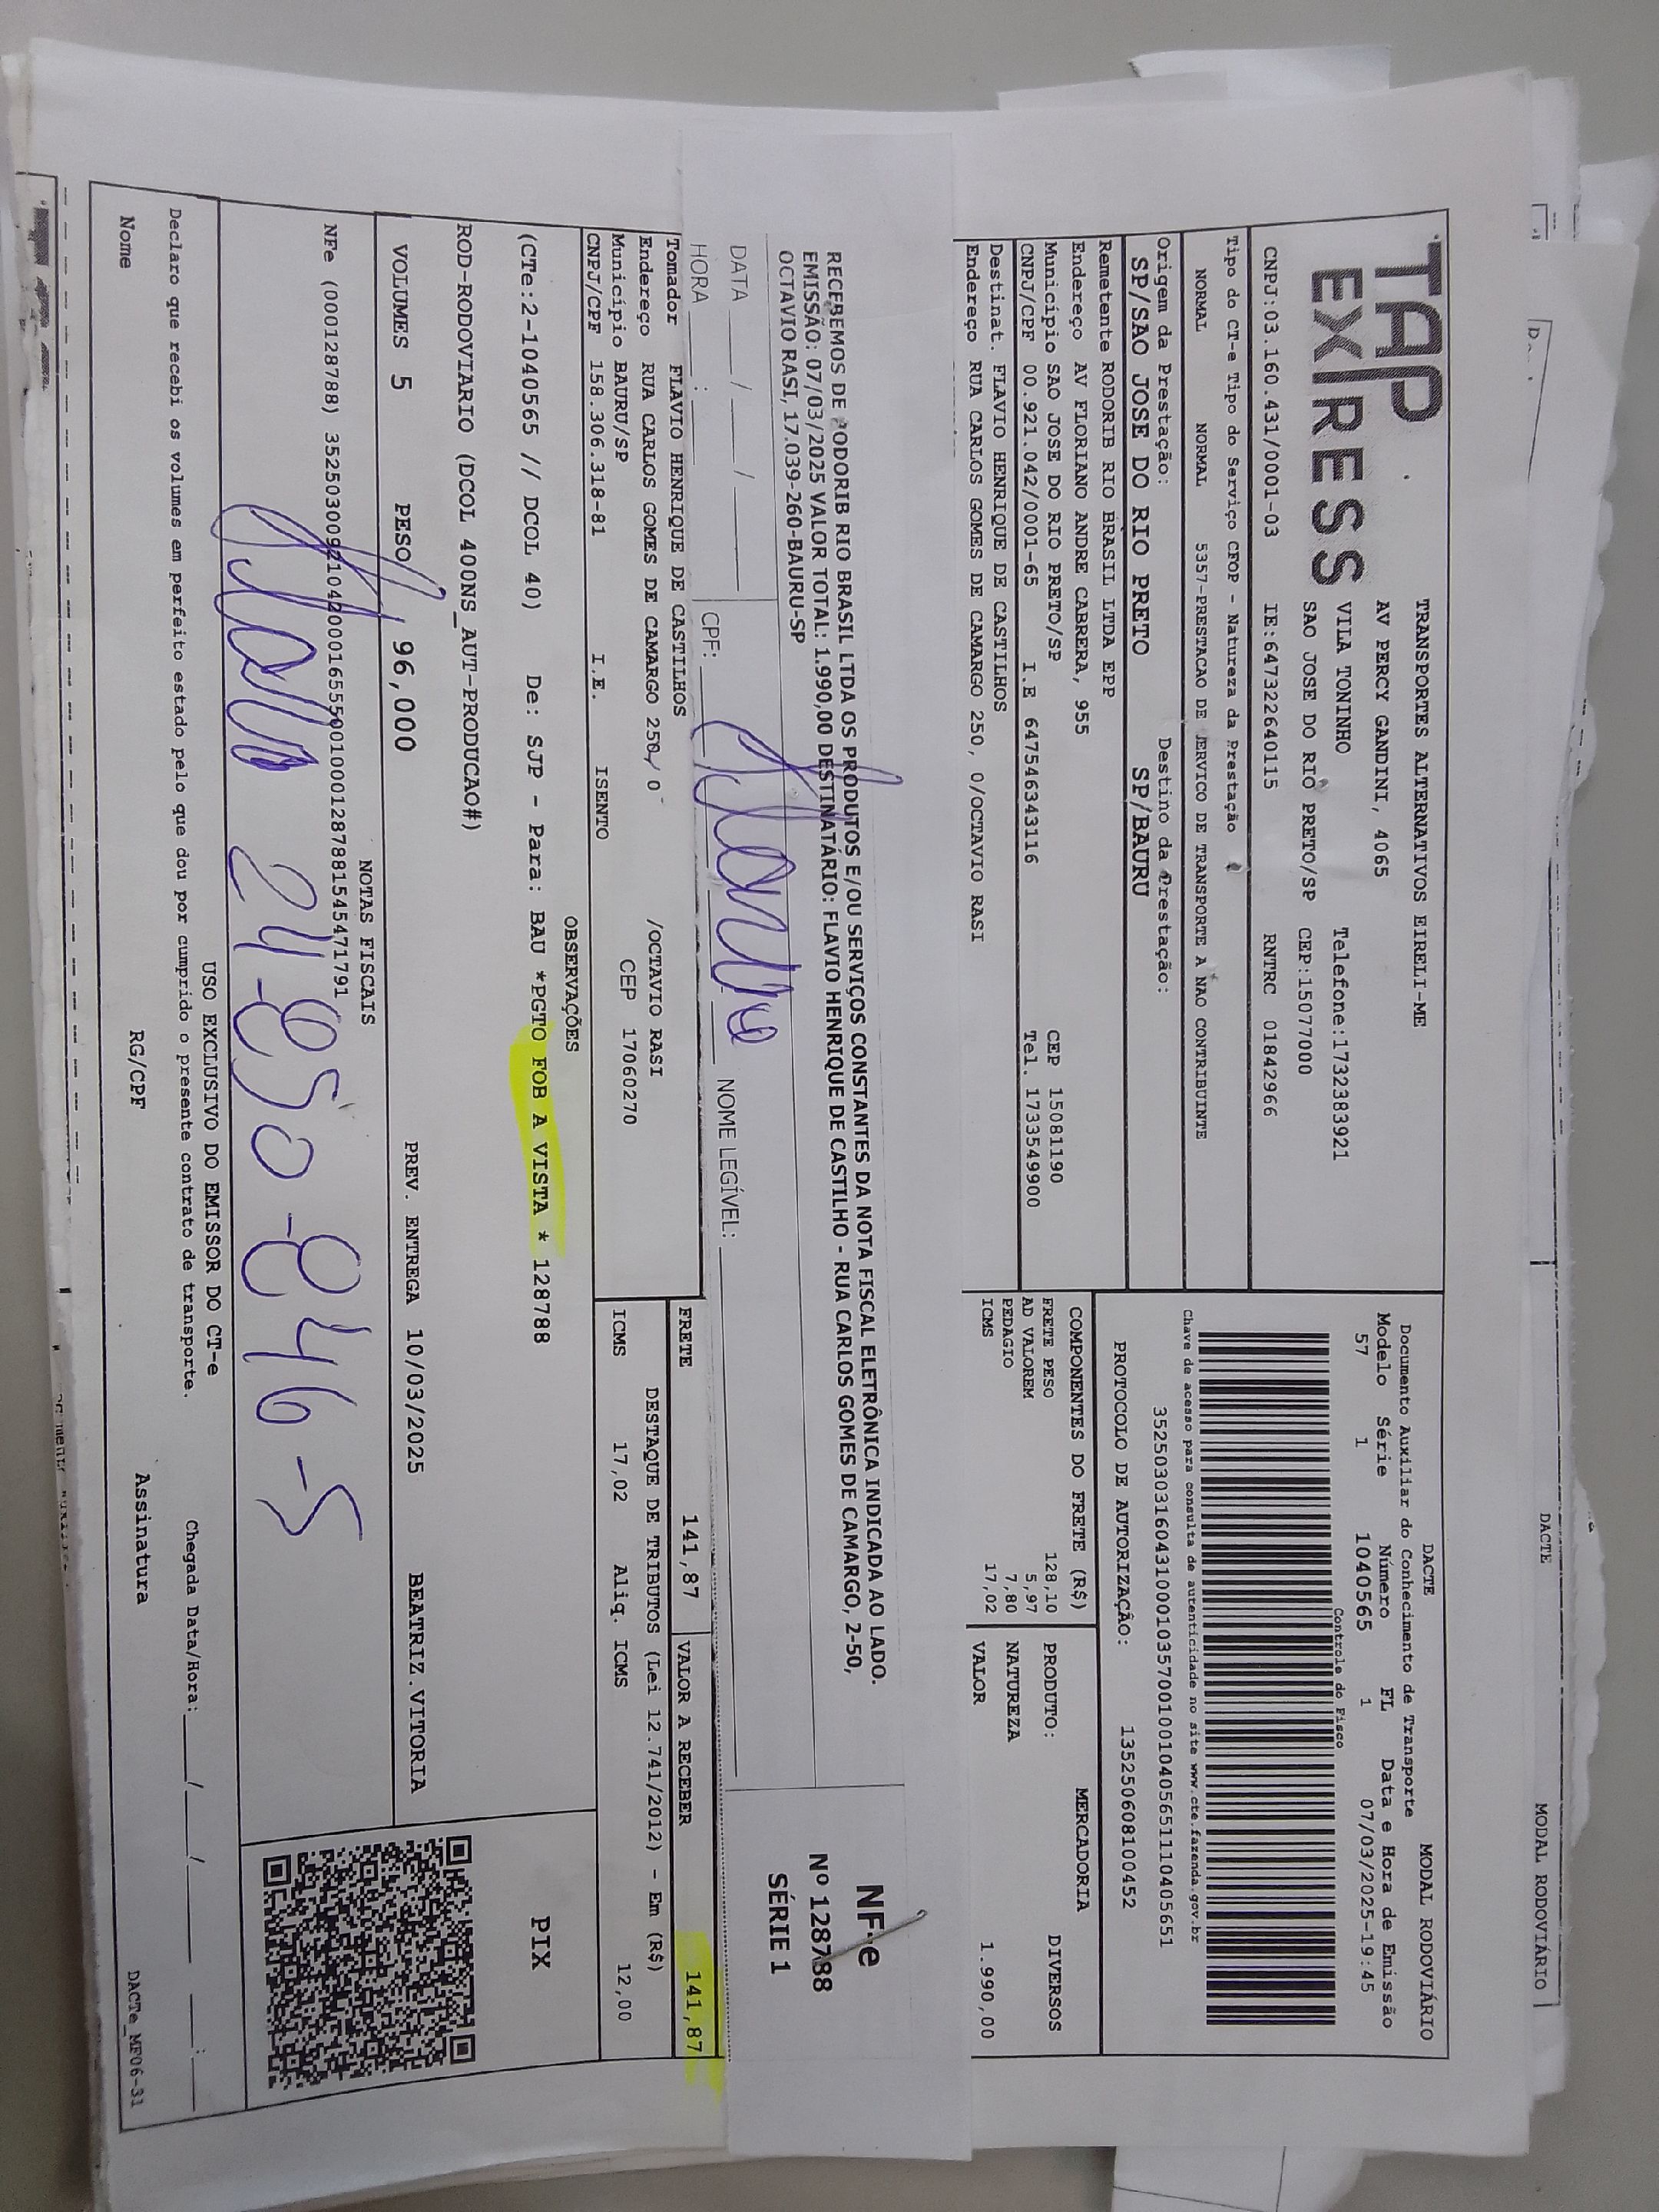 TAP
EXPRESS
TRANSPORTES ALTERNATIVOS EIRELI-ME
AV PERCY GANDINI, 4065
VILA TONINHO Telefone:1732383921
SAO JOSE DO RIO PRETO/SP CEP:15077000
CNPJ:03.160.431/0001-03 IE:647322640115 RNTRC 01842966
DACTE MODAL RODOVIÁRIO
Documento Auxiliar do Conhecimento de Transporte
Modelo Série Número FL Data e Hora de Emissão
57 1 1040565 1 07/03/2025-19:45
Controle do Fisco
Chave de acesso para consulta de autenticidade no site www.cte.fazenda.gov.br
35250303160431000103570010010405651110405651
PROTOCOLO DE AUTORIZAÇÃO: 135250608100452
Tipo do CT-e Tipo do Serviço CFOP - Natureza da Prestação
NORMAL NORMAL 5357-PRESTACAO DE SERVICO DE TRANSPORTE A NAO CONTRIBUINTE
Origem da Prestação: Destino da Prestação:
SP/SAO JOSE DO RIO PRETO SP/BAURU
Remetente RODORIB RIO BRASIL LTDA EPP
Endereço AV FLORIANO ANDRE CABRERA, 955
Município SAO JOSE DO RIO PRETO/SP CEP 15081190
CNPJ/CPF 00.921.042/0001-65 I.E 647546343116 Tel. 1733549900
Destinat. FLAVIO HENRIQUE DE CASTILHOS
Endereço RUA CARLOS GOMES DE CAMARGO 250, 0/OCTAVIO RASI
COMPONENTES DO FRETE (R$)
FRETE PESO 128,10
AD VALOREM 5,97
PEDAGIO 7,80
ICMS 17,02
MERCADORIA
PRODUTO: DIVERSOS
NATUREZA
VALOR 1.990,00
RECEBEMOS DE RODORIB RIO BRASIL LTDA OS PRODUTOS E/OU SERVIÇOS CONSTANTES DA NOTA FISCAL ELETRÔNICA INDICADA AO LADO.
EMISSÃO: 07/03/2025 VALOR TOTAL: 1.990,00 DESTINATÁRIO: FLAVIO HENRIQUE DE CASTILHO - RUA CARLOS GOMES DE CAMARGO, 2-50,
OCTAVIO RASI, 17.039-260-BAURU-SP
NF-e
Nº 128788
SÉRIE 1
DATA ___/___/___
HORA ___:___
CPF:
NOME LEGÍVEL:
Tomador FLAVIO HENRIQUE DE CASTILHOS
Endereço RUA CARLOS GOMES DE CAMARGO 250, 0 /OCTAVIO RASI
Município BAURU/SP CEP 17060270
CNPJ/CPF 158.306.318-81 I.E. ISENTO
FRETE 141,87 VALOR A RECEBER 141,87
DESTAQUE DE TRIBUTOS (Lei 12.741/2012) - Em (R$)
ICMS 17,02 Aliq. ICMS 12,00
OBSERVAÇÕES
(CTe:2-1040565 // DCOL 40) De: SJP - Para: BAU *PGTO FOB A VISTA * 128788
ROD-RODOVIARIO (DCOL 400NS_AUT-PRODUCAO#)
PIX
VOLUMES 5 PESO 96,000 PREV. ENTREGA 10/03/2025 BEATRIZ.VITORIA
NOTAS FISCAIS
NFe (000128788) 35250300921042000165550010001287881545471791
24-850-846-5
USO EXCLUSIVO DO EMISSOR DO CT-e
Declaro que recebi os volumes em perfeito estado pelo que dou por cumprido o presente contrato de transporte. Chegada Data/Hora: ___/___/___ ___:___
Nome RG/CPF Assinatura DACTe_MF06-31
DACTE
MODAL RODOVIÁRIO